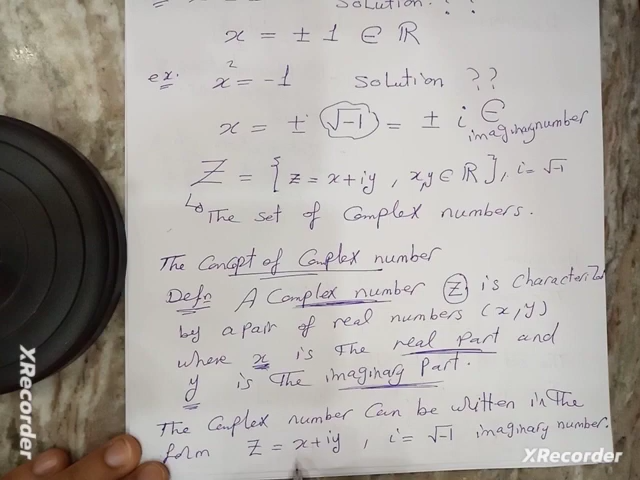 Solution. ? ?
x = ± 1 ∈ ℝ
ex. x² = -1 Solution ??
x = ± √-1 = ± i ∈
imaginary number
Z = { z = x + iy , x,y ∈ ℝ } , i = √-1
↳ The set of Complex numbers.
The Concept of Complex number
Defn A Complex number Z is Characterized
by a pair of real numbers (x, y)
where x is The real part and
y is The imaginary Part.
The Complex number Can be written in The
form Z = x + iy , i = √-1 imaginary number.
XRecorder
XRecorder